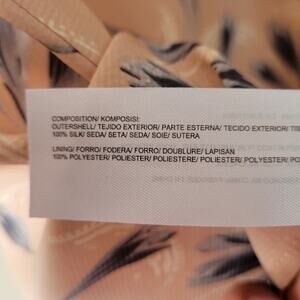 COMPOSITION/ KOMPOSISI:
OUTERSHELL/ TEJIDO EXTERIOR/ PARTE ESTERNA/ TECIDO EXTERIOR/
100% SILK/ SEDA/ SETA/ SEDA/ SOIE/ SUTERA
LINING/ FORRO/ FODERA/ FORRO/ DOUBLURE/ LAPISAN
100% POLYESTER/ POLIESTER/ POLIESTERE/ POLIESTER/ POLYESTER/